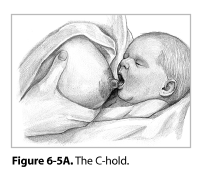 Figure 6-5A. The C-hold.